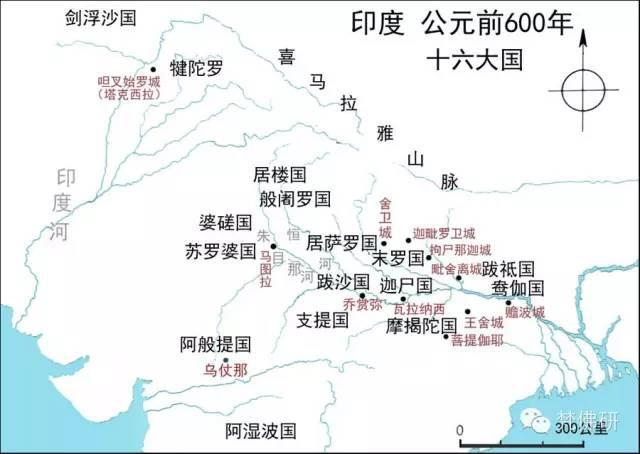 剑浮沙国
印度 公元前600年
十六大国
犍陀罗
呾叉始罗城
（塔克西拉）
喜马拉雅山脉
印度河
居楼国
般阇罗国
舍卫城
迦毗罗卫城
婆磋国
朱目那河
恒河
居萨罗国
拘尸那迦城
苏罗婆国
马图拉
末罗国
毗舍离城
跋祇国
跋沙国
迦尸国
鸯伽国
乔赏弥
瓦拉纳西
王舍城
赡波城
支提国
摩揭陀国
菩提伽耶
阿般提国
乌仗那
阿湿波国
梵佛研
0
300公里